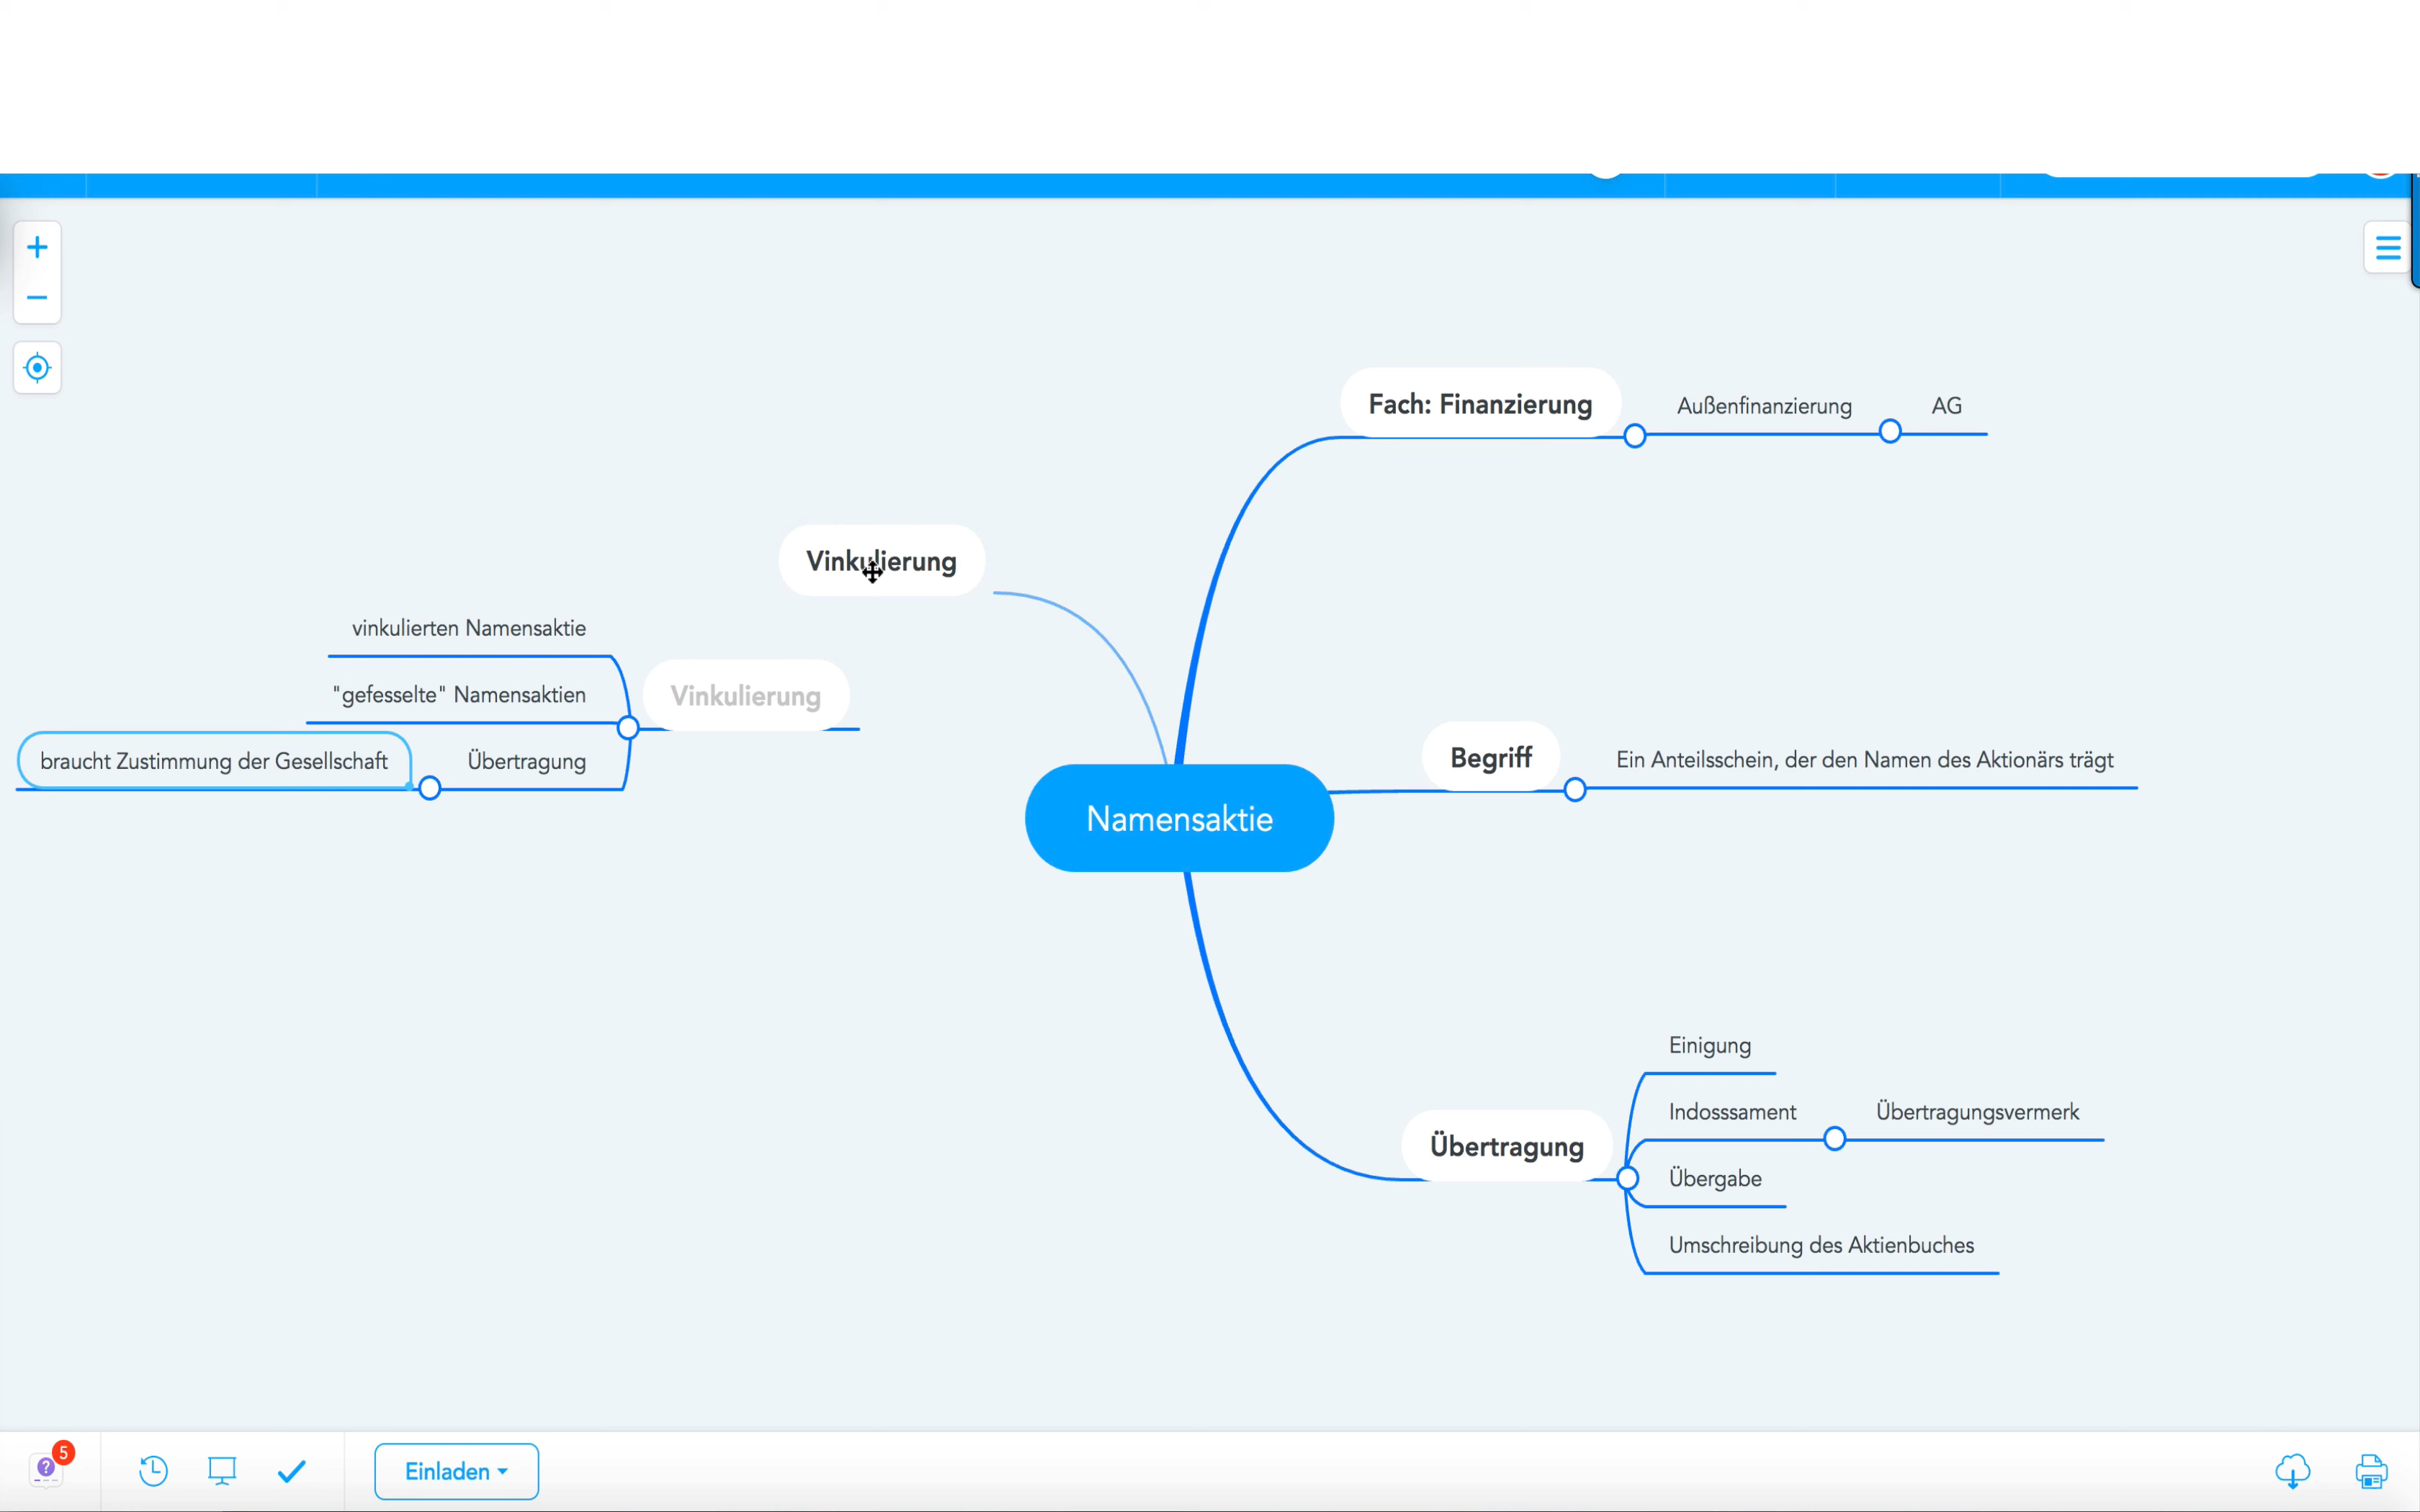 Fach: Finanzierung
Außenfinanzierung
AG
Vinkulierung
vinkulierten Namensaktie
"gefesselte" Namensaktien
Vinkulierung
braucht Zustimmung der Gesellschaft
Übertragung
Begriff
Ein Anteilsschein, der den Namen des Aktionärs trägt
Namensaktie
Übertragung
Einigung
Indosssament
Übertragungsvermerk
Übergabe
Umschreibung des Aktienbuches
5
?
Einladen